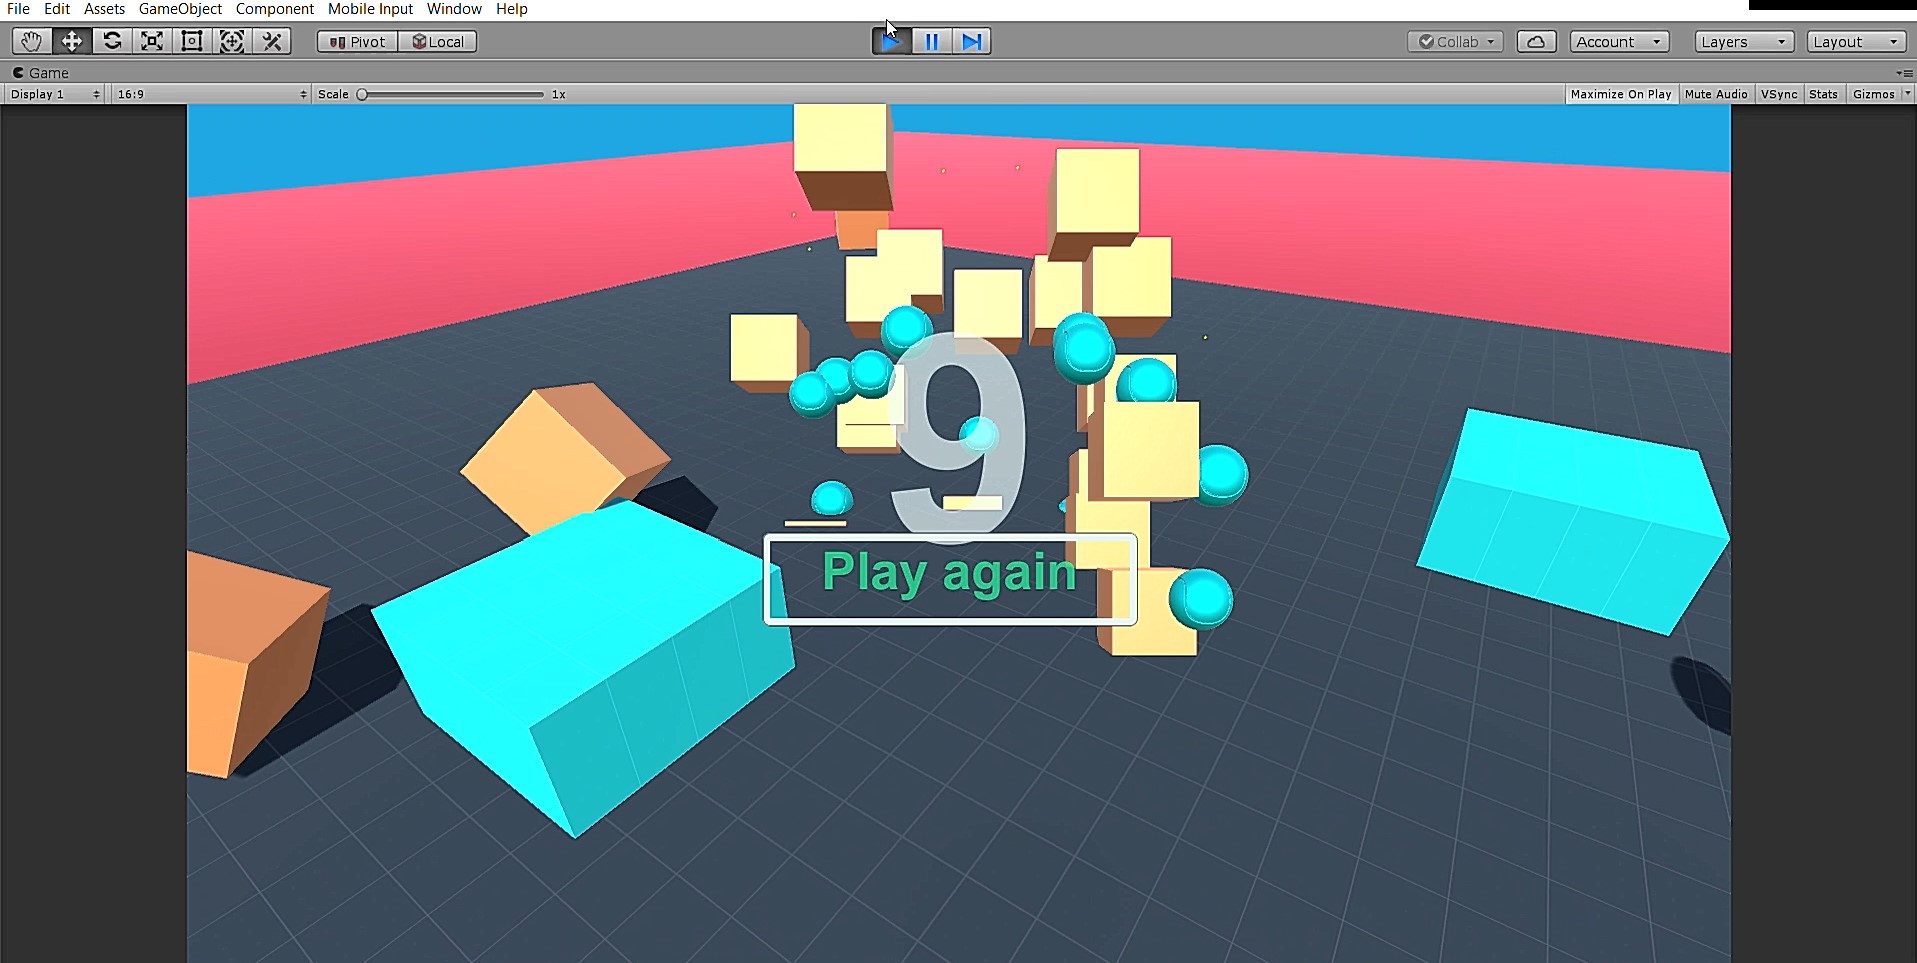 File Edit Assets GameObject Component Mobile Input Window Help
Pivot Local Collab Account Layers Layout
Game
Display 1 16:9 Scale 1x Maximize On Play Mute Audio VSync Stats Gizmos
9
Play again